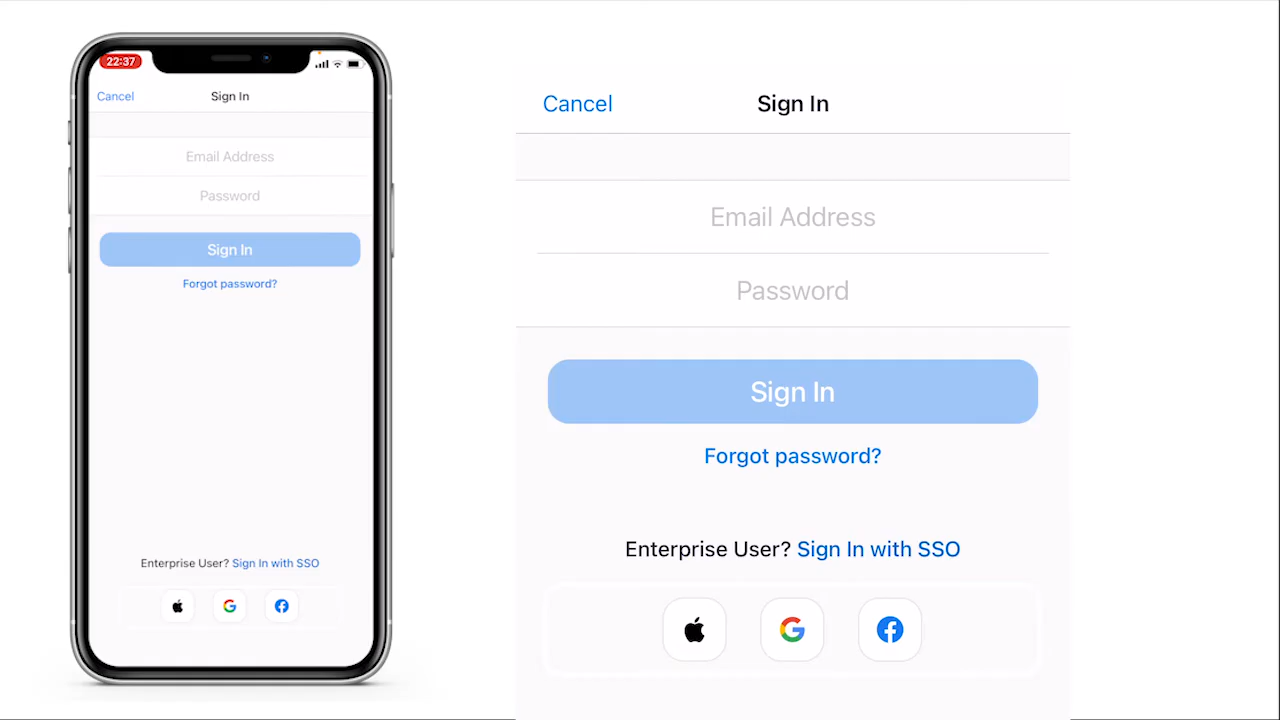 22:37
Cancel Sign In
Email Address
Password
Sign In
Forgot password?
Enterprise User? Sign In with SSO
Cancel Sign In
Email Address
Password
Sign In
Forgot password?
Enterprise User? Sign In with SSO